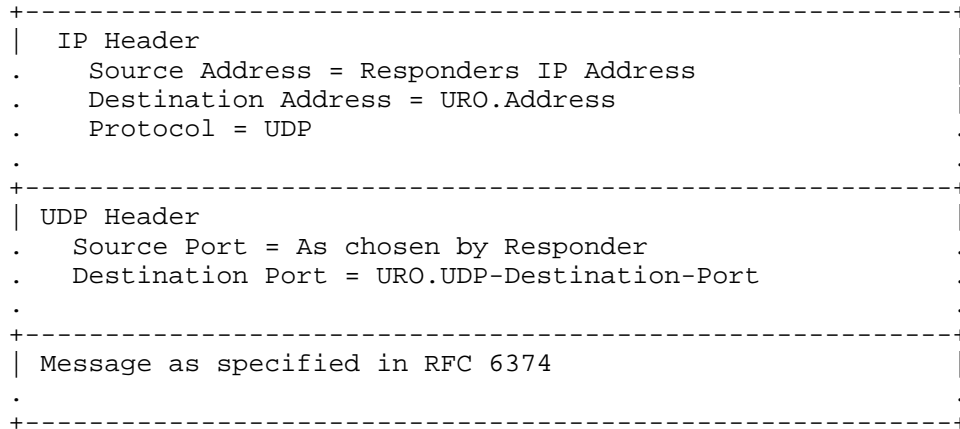 +-----------------------------------------------------------+
|  IP Header                                                |
.    Source Address = Responders IP Address                 |
.    Destination Address = URO.Address                      |
.    Protocol = UDP                                         .
.                                                           .
+-----------------------------------------------------------+
| UDP Header                                                |
.   Source Port = As chosen by Responder                    .
.   Destination Port = URO.UDP-Destination-Port             .
.                                                           .
+-----------------------------------------------------------+
| Message as specified in RFC 6374                          |
.                                                           .
+-----------------------------------------------------------+